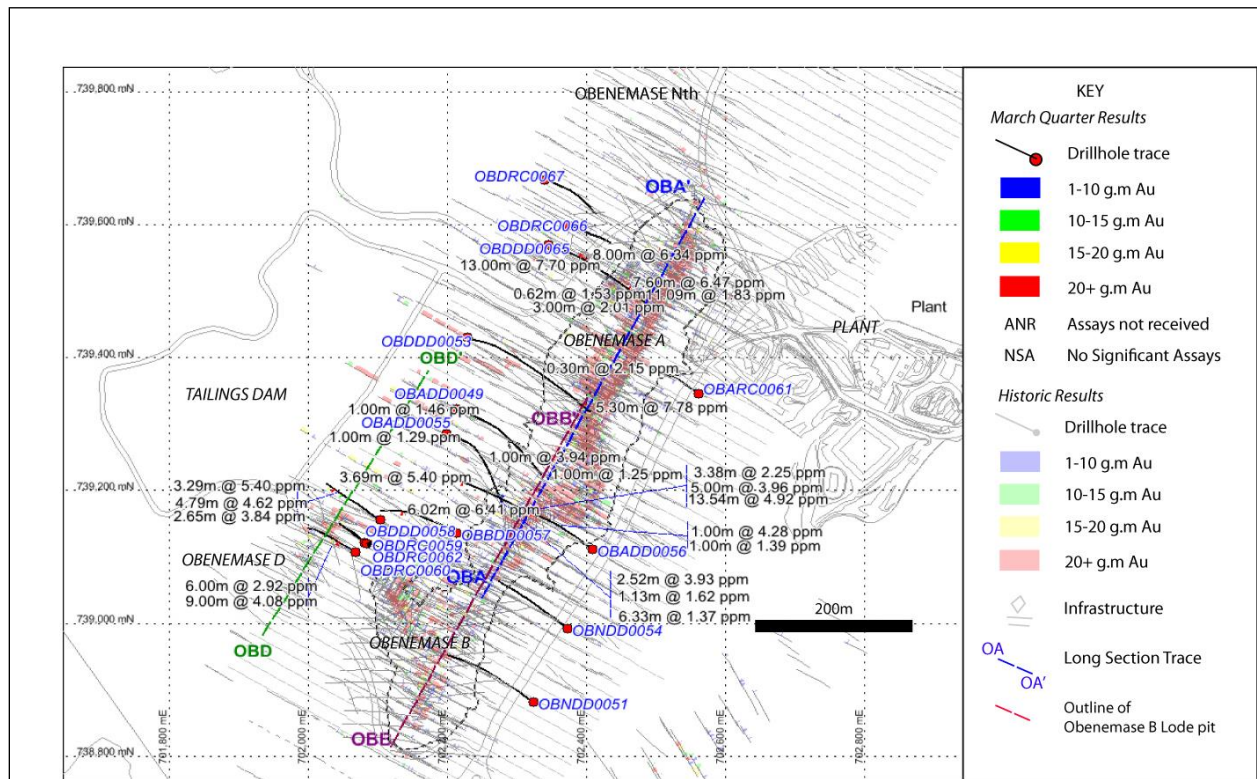 739,800 mN
OBENEMASE Nth
OBDRC0067
OBA'
739,600 mN
OBDRC0066
OBDDD0065
8.00m @ 6.34 ppm
13.00m @ 7.70 ppm
7.60m @ 6.47 ppm
0.62m @ 1.53 ppm
11.09m @ 1.83 ppm
3.00m @ 2.01 ppm
Plant
PLANT
OBDDD0053
OBENEMASE A
739,400 mN
OBD'
0.30m @ 2.15 ppm
TAILINGS DAM
OBARC0061
OBADD0049
1.00m @ 1.46 ppm
OBB'
5.30m @ 7.78 ppm
OBADD0055
1.00m @ 1.29 ppm
1.00m @ 3.94 ppm
3.69m @ 5.40 ppm
1.00m @ 1.25 ppm
3.38m @ 2.25 ppm
5.00m @ 3.96 ppm
13.54m @ 4.92 ppm
739,200 mN
3.29m @ 5.40 ppm
4.79m @ 4.62 ppm
2.65m @ 3.84 ppm
6.02m @ 6.41 ppm
OBDDD0058
OBBDD0057
1.00m @ 4.28 ppm
1.00m @ 1.39 ppm
OBDRC0059
OBDRC0062
OBDRC0060
OBADD0056
OBENEMASE D
OBA
6.00m @ 2.92 ppm
9.00m @ 4.08 ppm
2.52m @ 3.93 ppm
1.13m @ 1.62 ppm
6.33m @ 1.37 ppm
200m
739,000 mN
OBNDD0054
OBENEMASE B
OBD
OBNDD0051
OBB
738,800 mN
701,800 mE
702,000 mE
702,200 mE
702,400 mE
702,600 mE
702,800 mE
KEY
March Quarter Results
Drillhole trace
1-10 g.m Au
10-15 g.m Au
15-20 g.m Au
20+ g.m Au
ANR Assays not received
NSA No Significant Assays
Historic Results
Drillhole trace
1-10 g.m Au
10-15 g.m Au
15-20 g.m Au
20+ g.m Au
Infrastructure
OA
Long Section Trace
OA'
Outline of
Obenemase B Lode pit